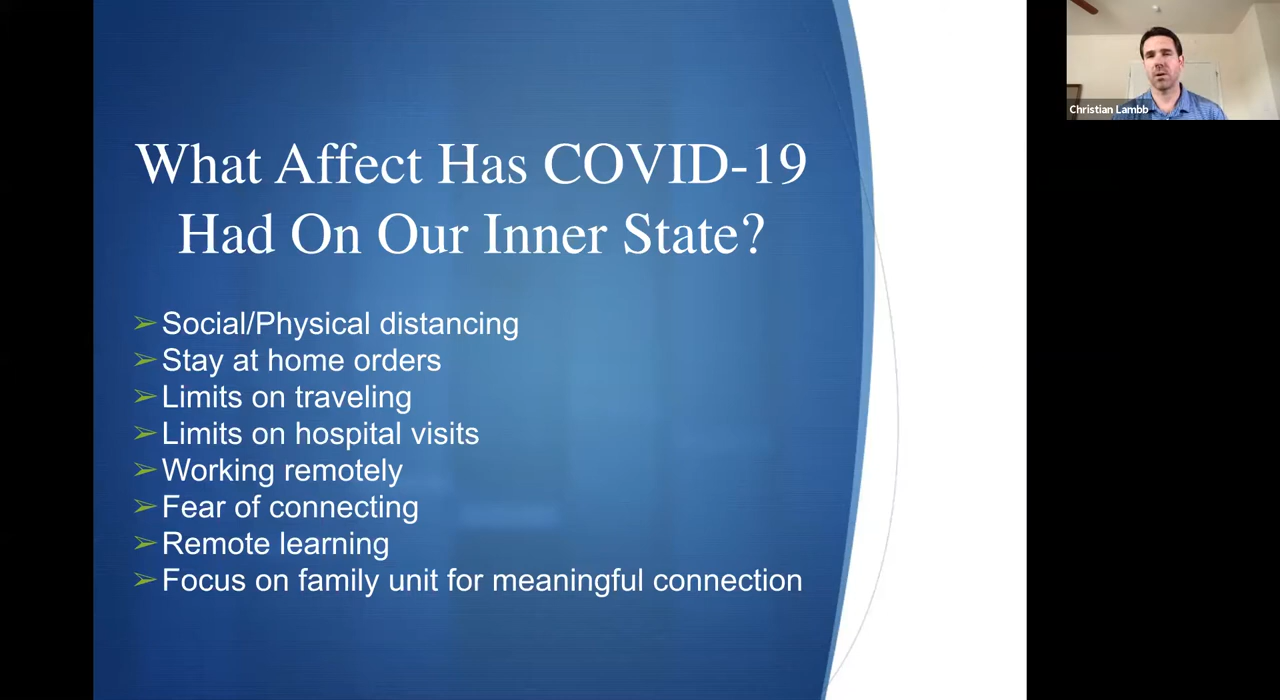 What Affect Has COVID-19
Had On Our Inner State?
➢Social/Physical distancing
➢Stay at home orders
➢Limits on traveling
➢Limits on hospital visits
➢Working remotely
➢Fear of connecting
➢Remote learning
➢Focus on family unit for meaningful connection
Christian Lambb